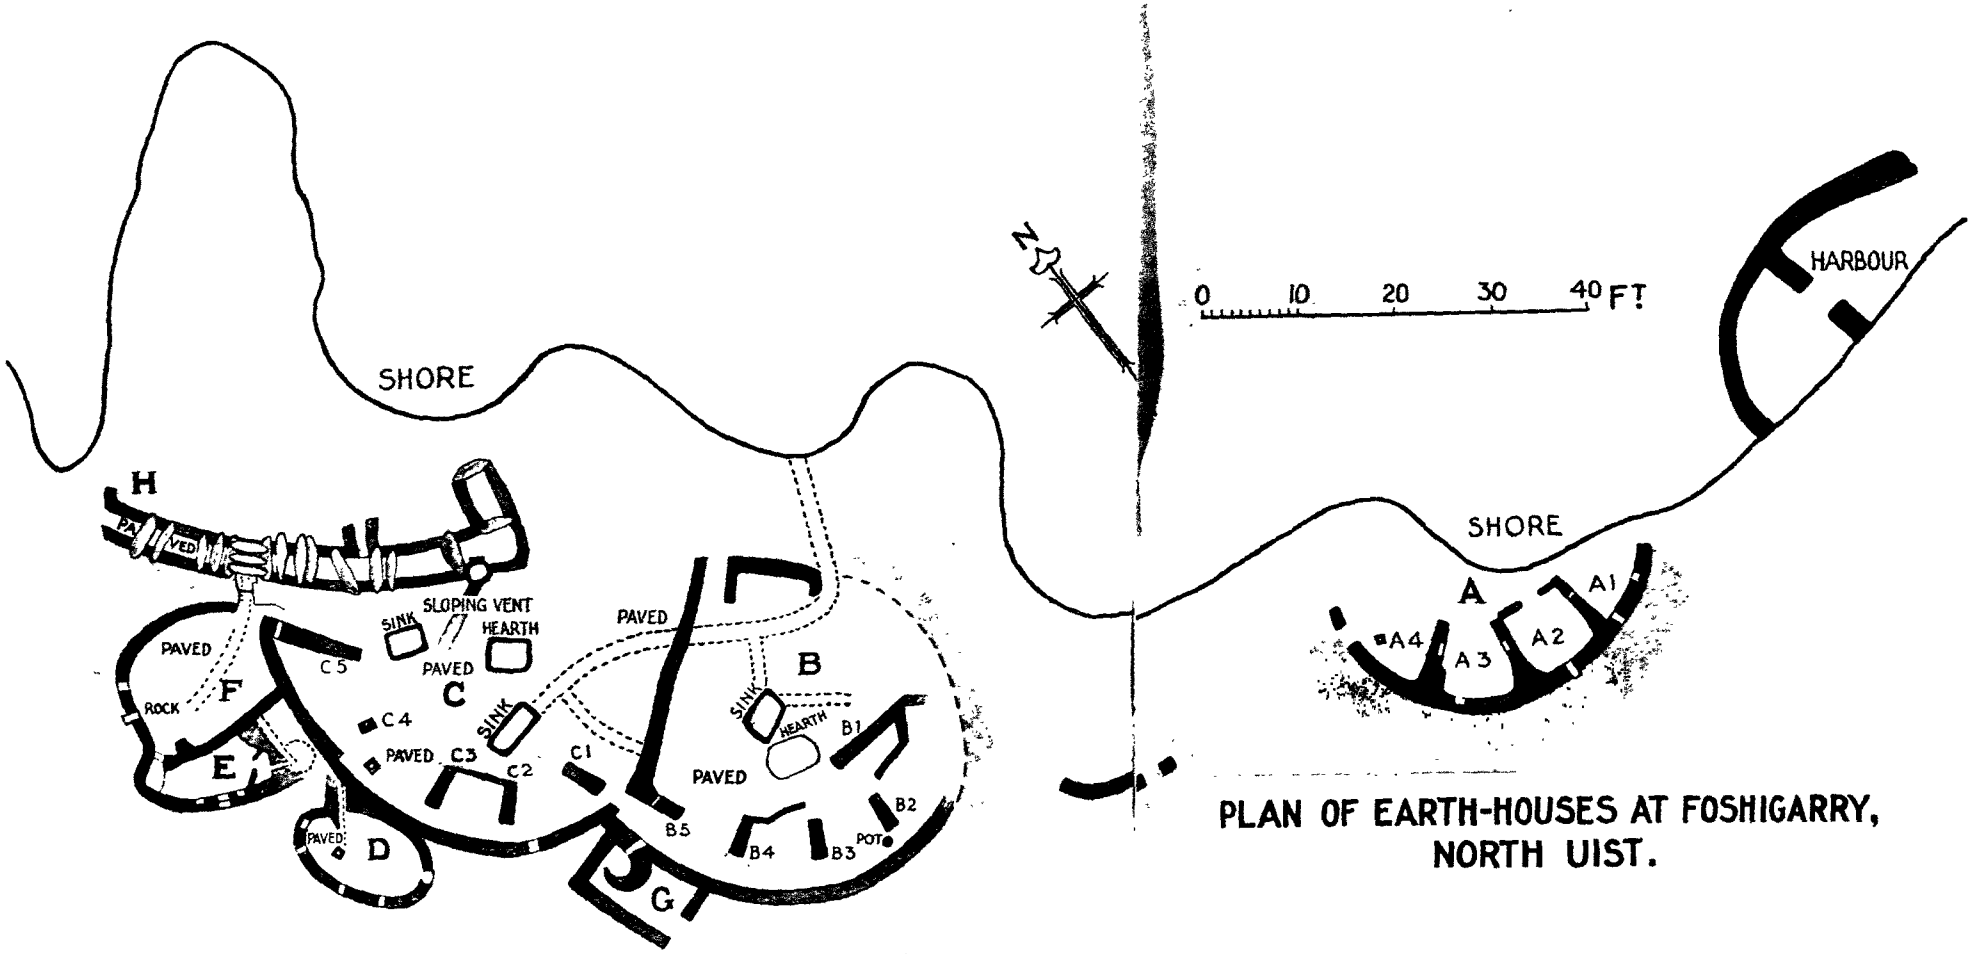 N
0 10 20 30 40 FT
HARBOUR
SHORE
SHORE
H
PA
VED
A
A1
A2
A3
A4
SLOPING VENT
SINK
HEARTH
PAVED
PAVED
PAVED
C5
C
B
F
ROCK
SINK
SINK
HEARTH
C4
B1
PAVED
C3
C2
C1
PAVED
E
B2
B5
POT
PAVED
D
B4
B3
G
PLAN OF EARTH-HOUSES AT FOSHIGARRY,
NORTH UIST.